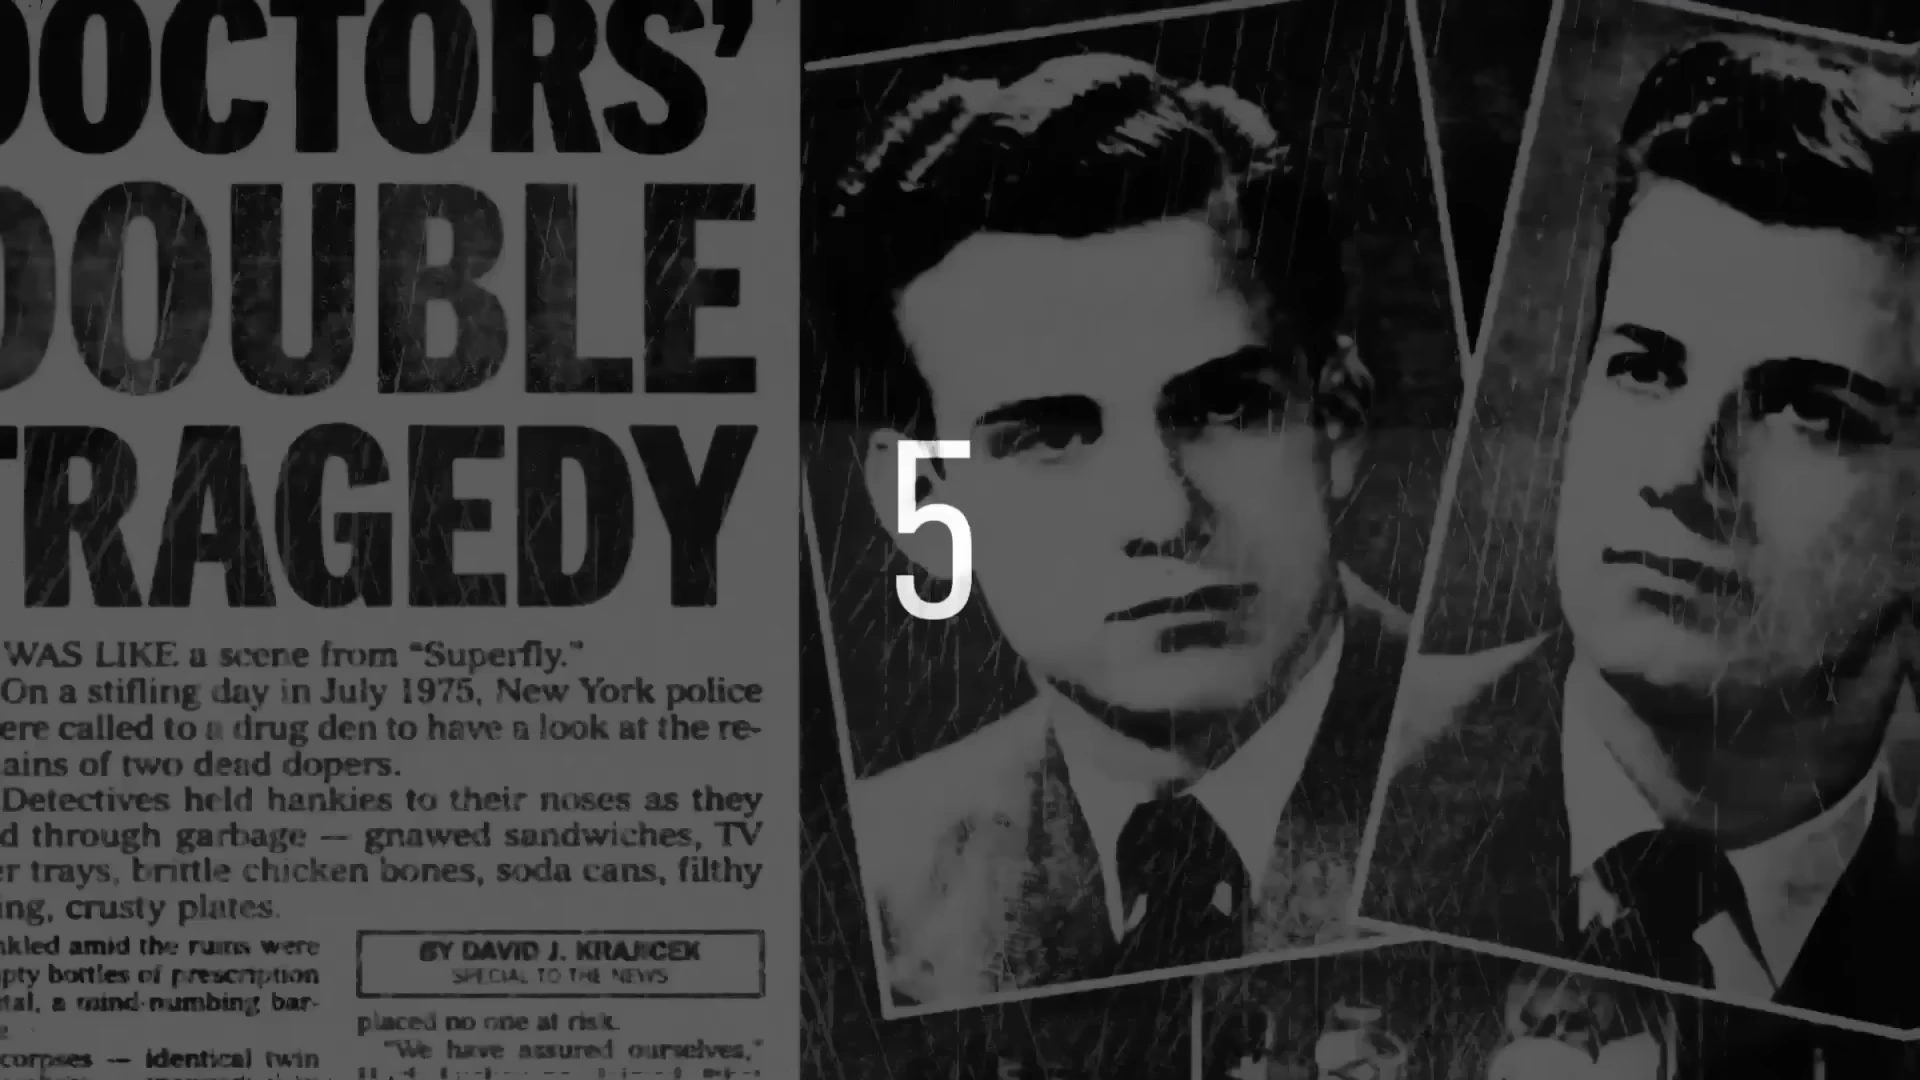 DOCTORS'
DOUBLE
TRAGEDY
5
WAS LIKE a scene from "Superfly."
On a stifling day in July 1975, New York police
ere called to a drug den to have a look at the re-
ains of two dead dopers.
Detectives held hankies to their noses as they
d through garbage — gnawed sandwiches, TV
er trays, brittle chicken bones, soda cans, filthy
ing, crusty plates.
nkled amid the ruins were
pty bottles of prescription
tal, a mind-numbing bar-
corpses — identical twin
BY DAVID J. KRAJICEK
SPECIAL TO THE NEWS
placed no one at risk.
"We have assured ourselves,"